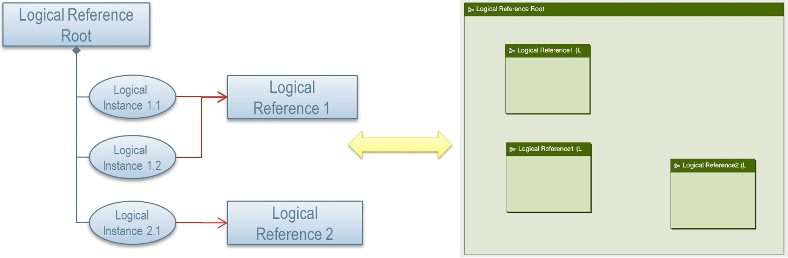 Logical Reference
Root
Logical
Instance 1.1
Logical
Reference 1
Logical
Instance 1.2
Logical
Instance 2.1
Logical
Reference 2
Logical Reference Root
Logical Reference1 (L
Logical Reference1 (L
Logical Reference2 (L